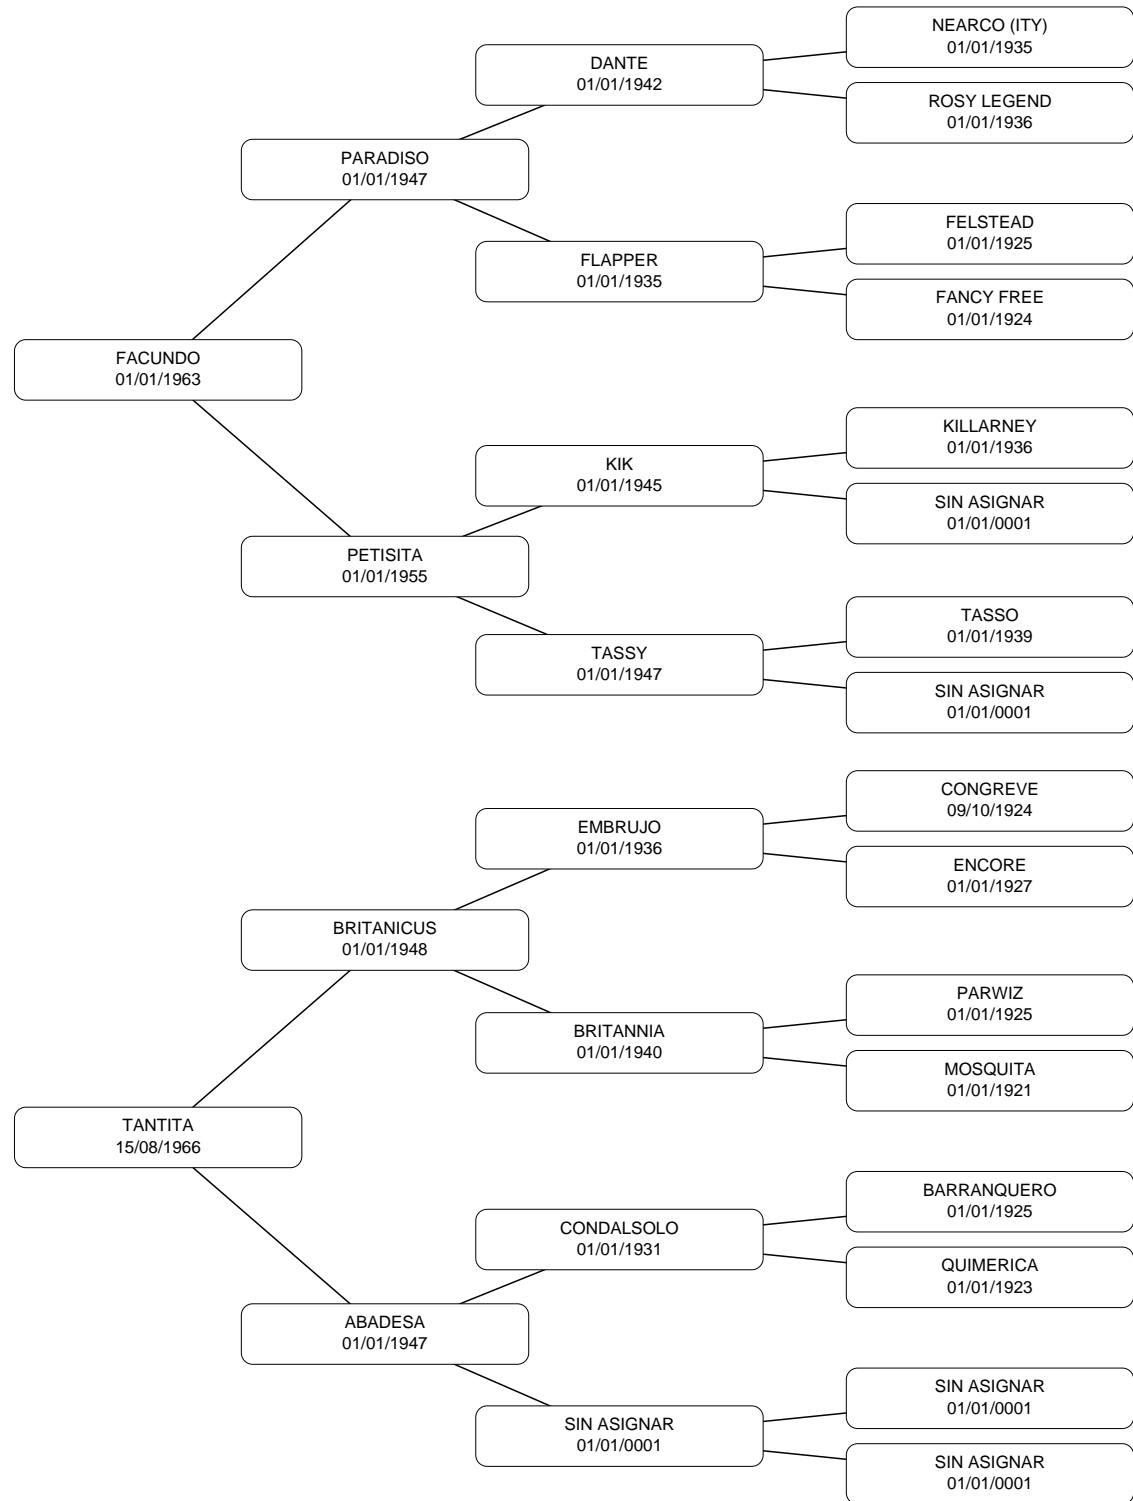 NEARCO (ITY)
01/01/1935
DANTE
01/01/1942
ROSY LEGEND
01/01/1936
PARADISO
01/01/1947
FELSTEAD
01/01/1925
FLAPPER
01/01/1935
FANCY FREE
01/01/1924
FACUNDO
01/01/1963
KILLARNEY
01/01/1936
KIK
01/01/1945
SIN ASIGNAR
01/01/0001
PETISITA
01/01/1955
TASSO
01/01/1939
TASSY
01/01/1947
SIN ASIGNAR
01/01/0001
CONGREVE
09/10/1924
EMBRUJO
01/01/1936
ENCORE
01/01/1927
BRITANICUS
01/01/1948
PARWIZ
01/01/1925
BRITANNIA
01/01/1940
MOSQUITA
01/01/1921
TANTITA
15/08/1966
BARRANQUERO
01/01/1925
CONDALSOLO
01/01/1931
QUIMERICA
01/01/1923
ABADESA
01/01/1947
SIN ASIGNAR
01/01/0001
SIN ASIGNAR
01/01/0001
SIN ASIGNAR
01/01/0001